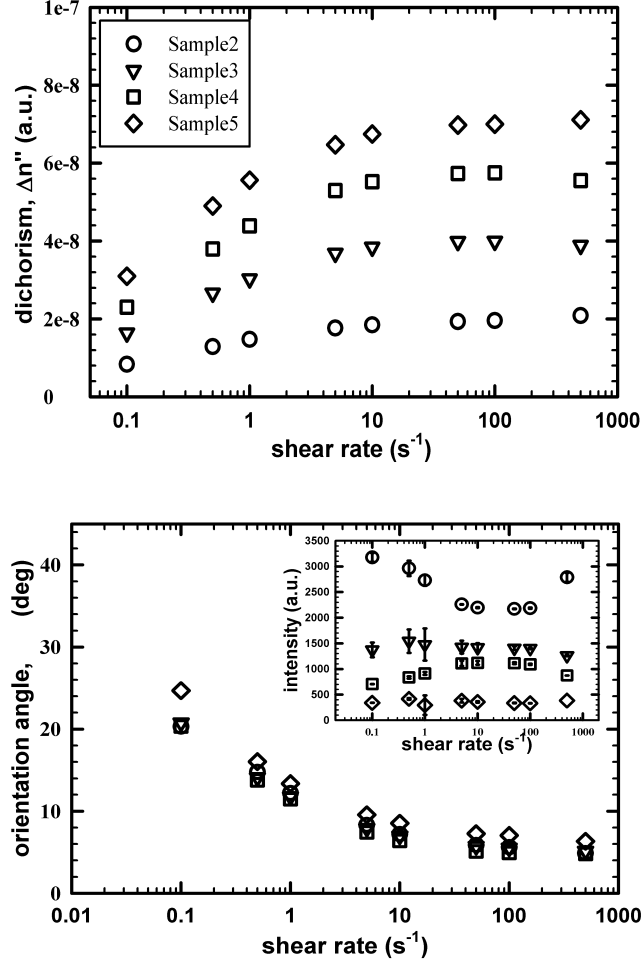 1e-7
8e-8
6e-8
4e-8
2e-8
0
dichorism, Δn" (a.u.)
Sample2
Sample3
Sample4
Sample5
0.1 1 10 100 1000
shear rate (s⁻¹)
40
30
20
10
0
orientation angle, (deg)
3500
3000
2500
2000
1500
1000
500
0
intensity (a.u.)
0.1 1 10 100 1000
shear rate (s⁻¹)
0.01 0.1 1 10 100 1000
shear rate (s⁻¹)